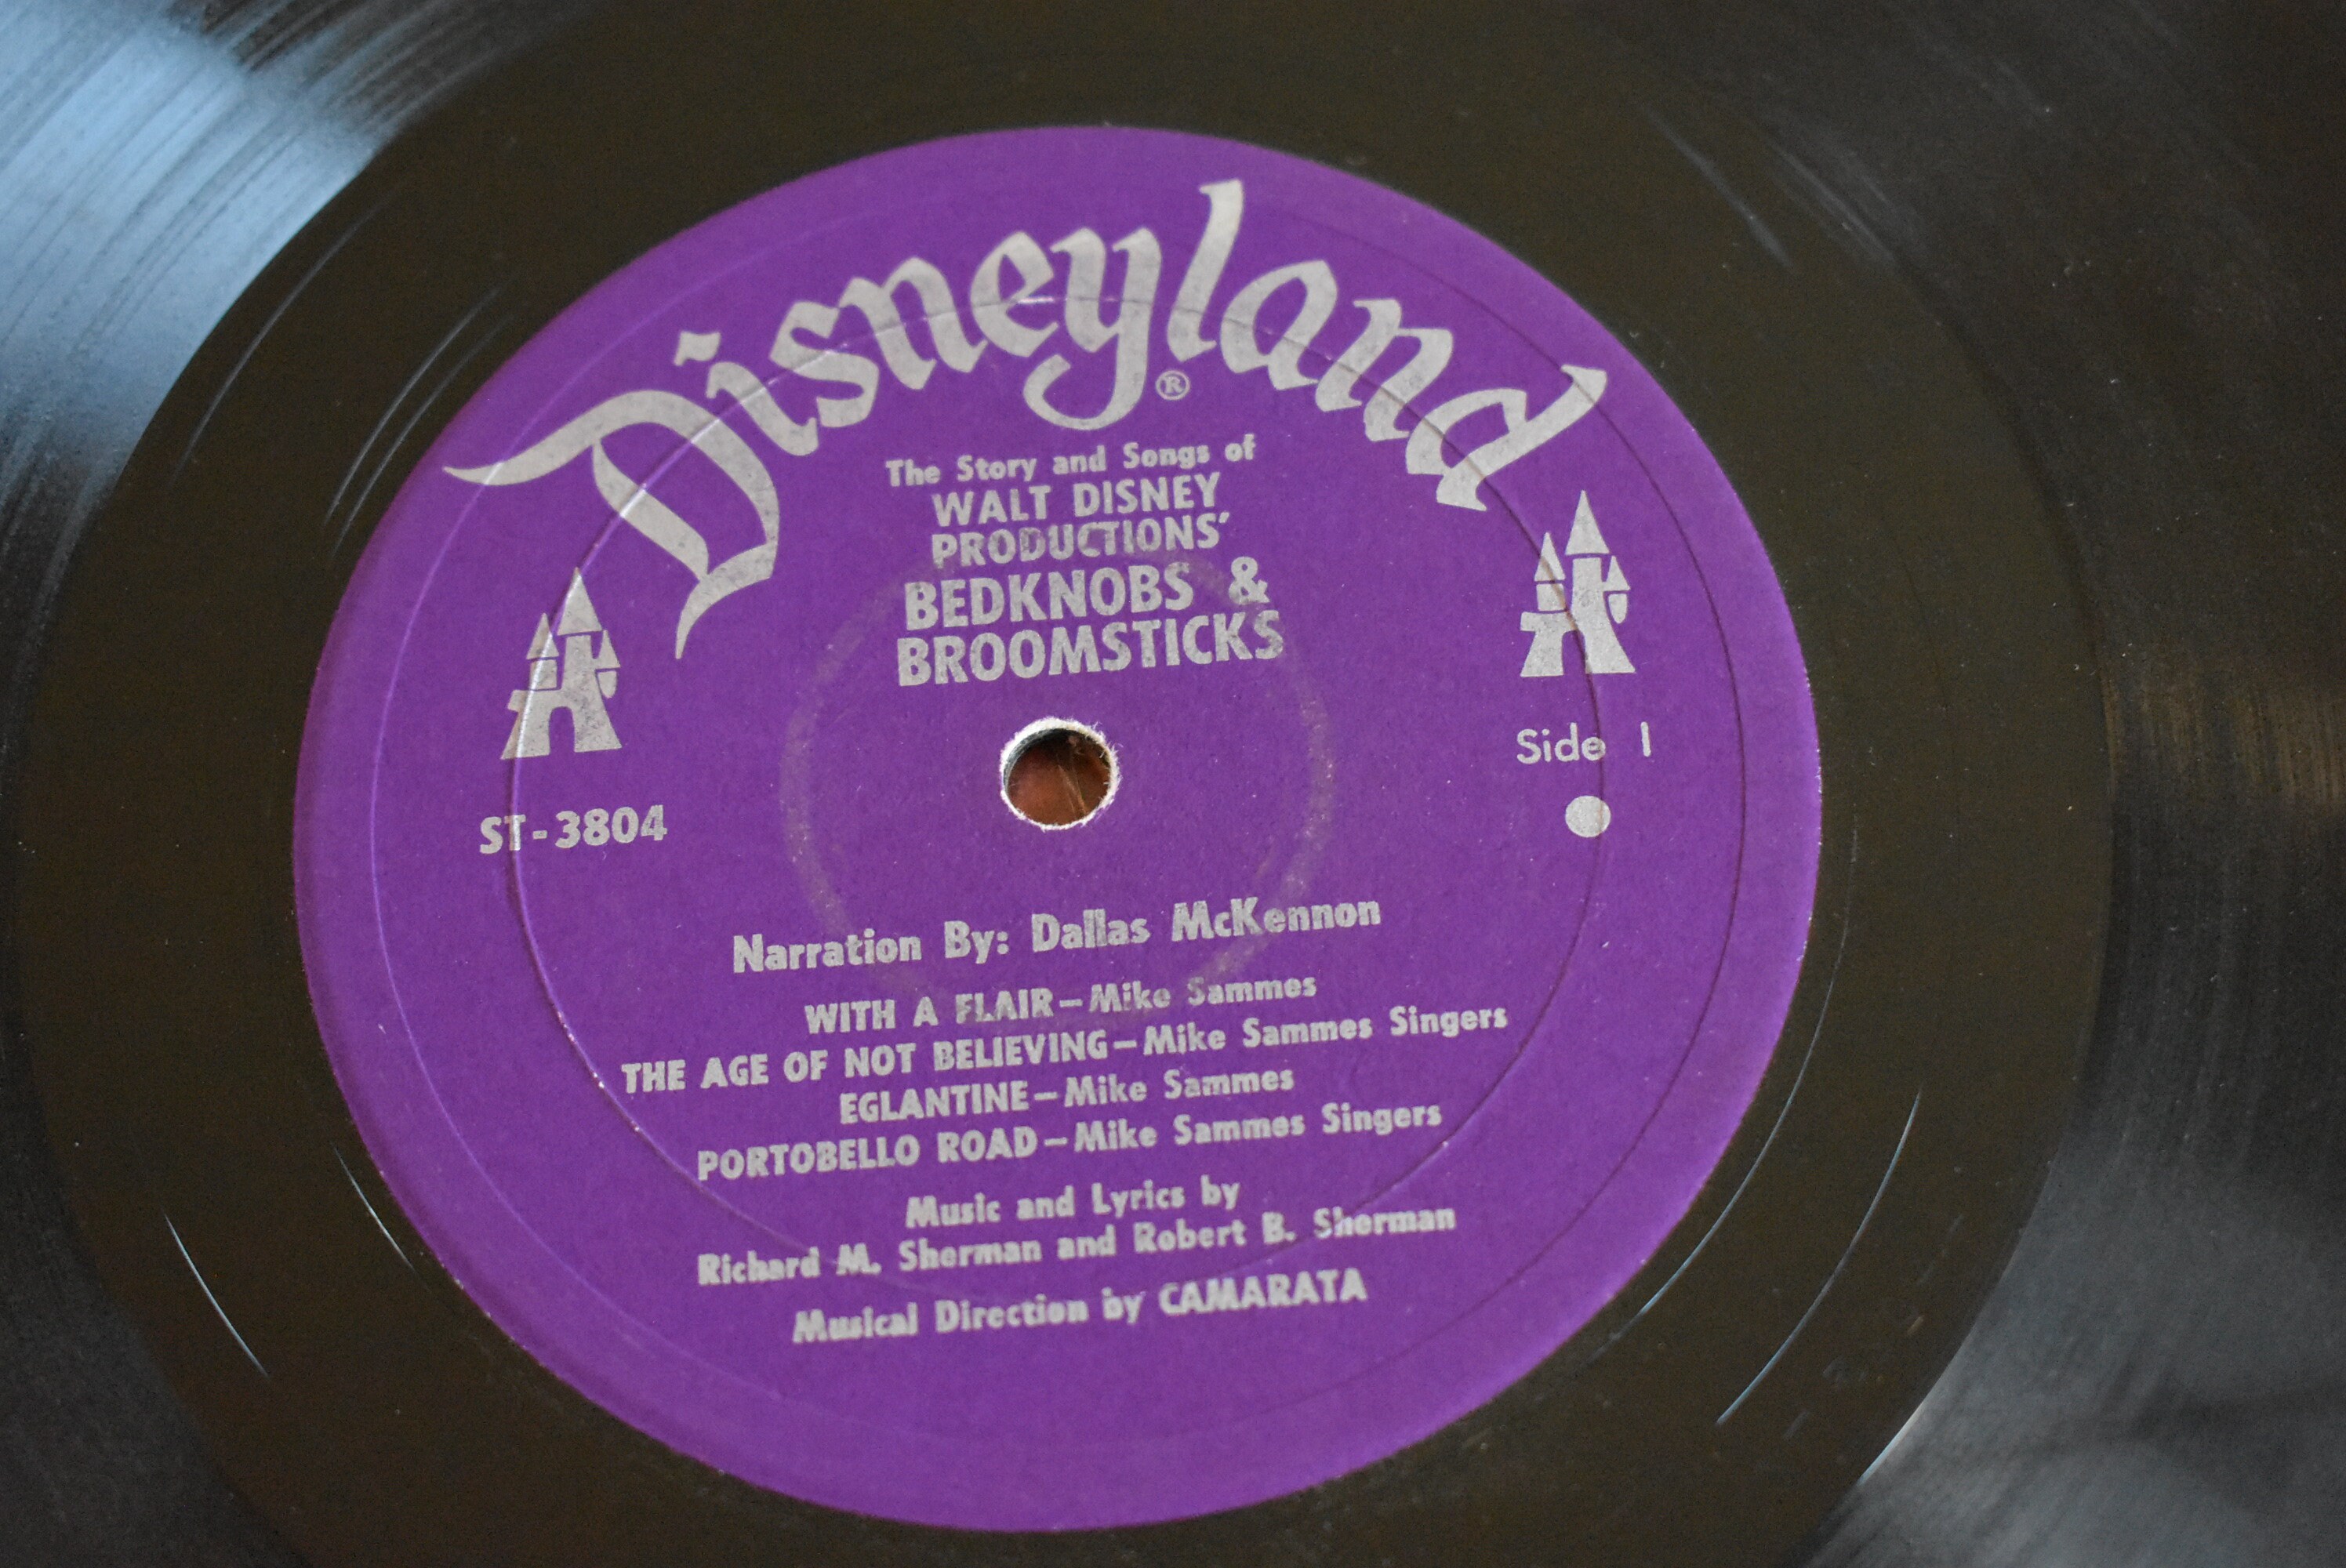 Disneyland®
The Story and Songs of
WALT DISNEY
PRODUCTIONS'
BEDKNOBS &
BROOMSTICKS
Side 1
ST-3804
Narration By: Dallas McKennon
WITH A FLAIR—Mike Sammes
THE AGE OF NOT BELIEVING—Mike Sammes Singers
EGLANTINE—Mike Sammes
PORTOBELLO ROAD—Mike Sammes Singers
Music and Lyrics by
Richard M. Sherman and Robert B. Sherman
Musical Direction by CAMARATA